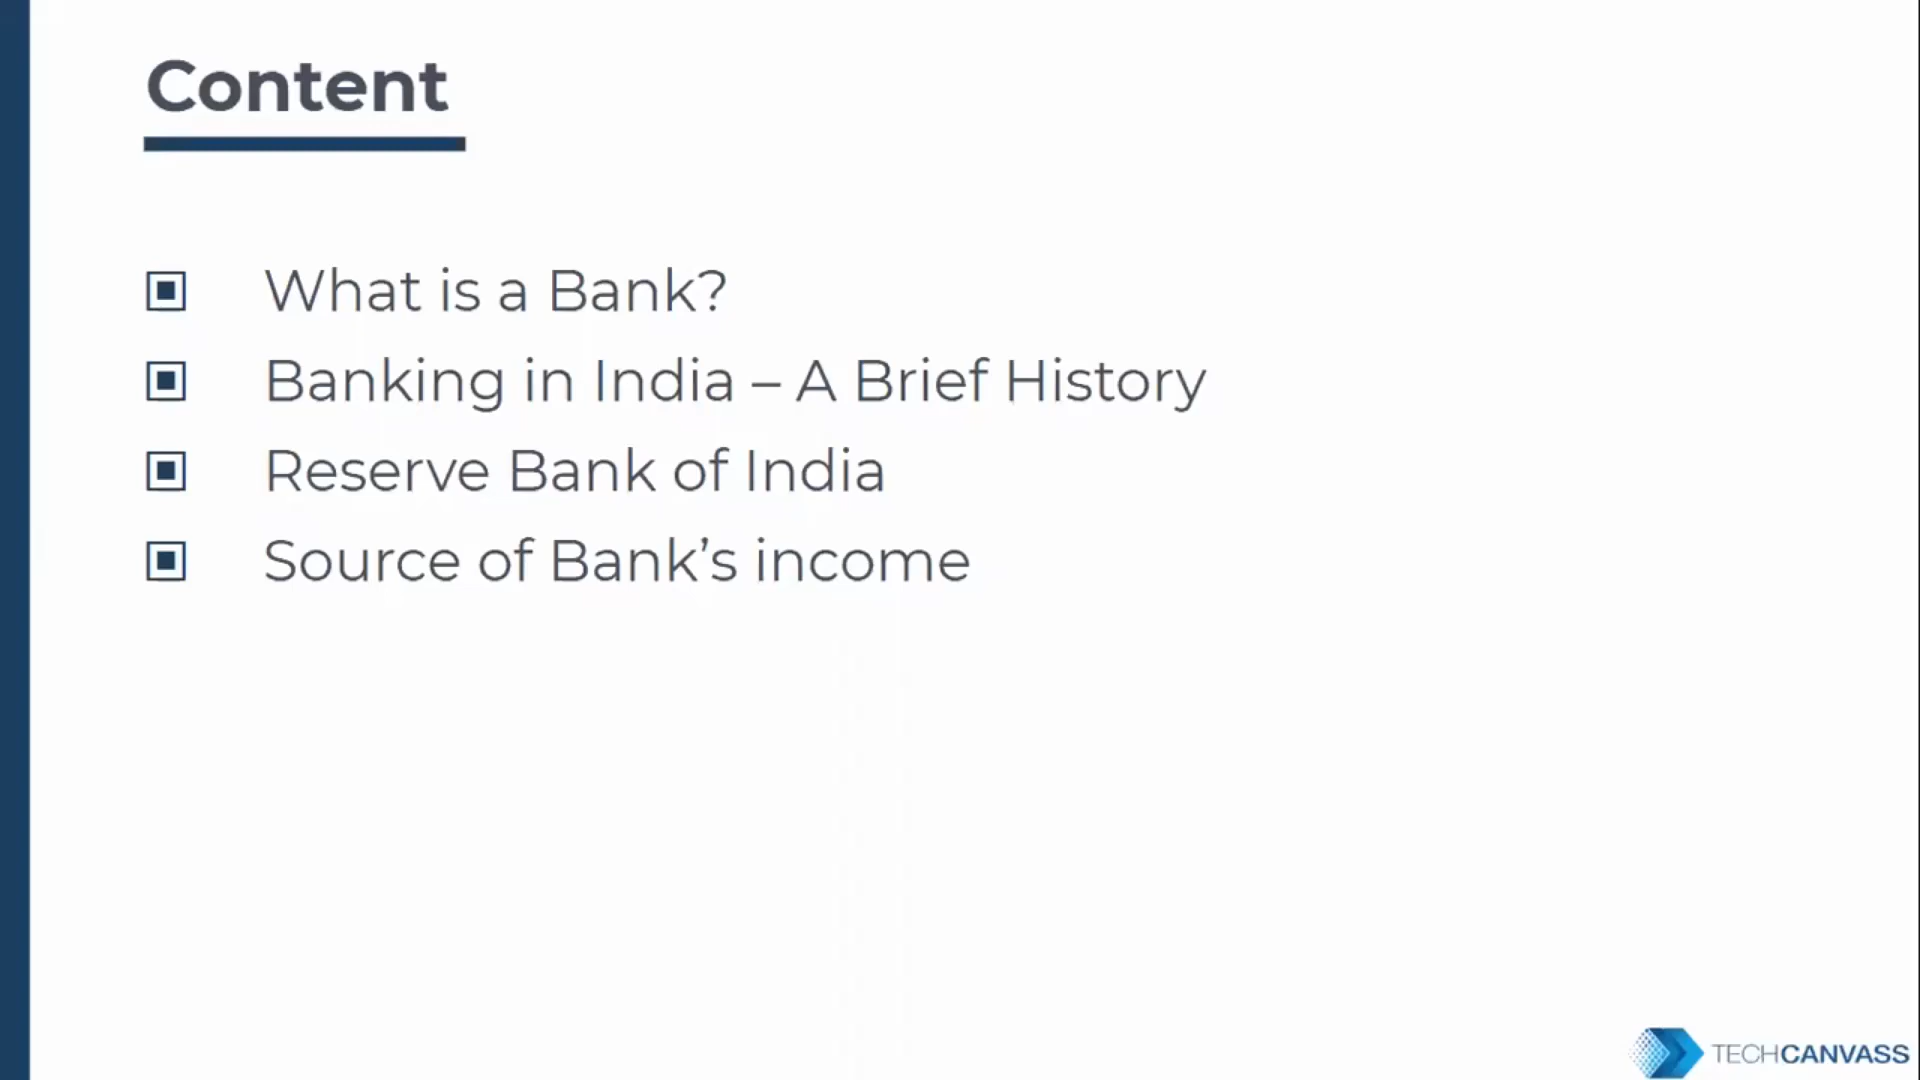 Content
What is a Bank?
Banking in India – A Brief History
Reserve Bank of India
Source of Bank’s income
TECHCANVASS